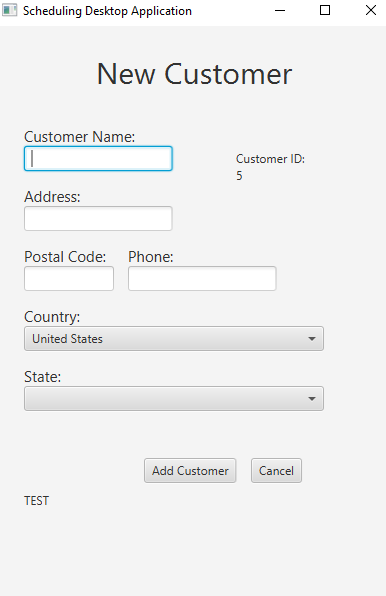 Scheduling Desktop Application
New Customer
Customer Name:
Customer ID:
5
Address:
Postal Code: Phone:
Country:
United States
State:
Add Customer Cancel
TEST